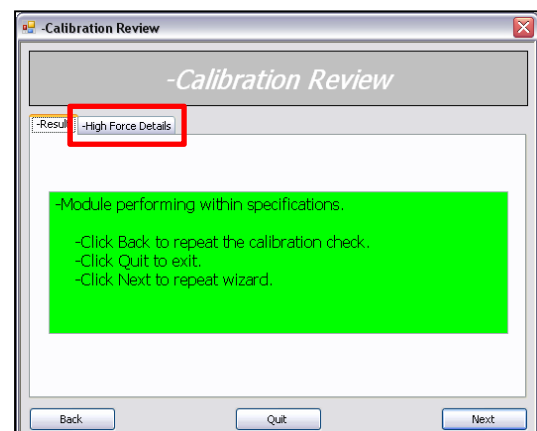 -Calibration Review
-Calibration Review
-Result
-High Force Details
-Module performing within specifications.
-Click Back to repeat the calibration check.
-Click Quit to exit.
-Click Next to repeat wizard.
Back
Quit
Next